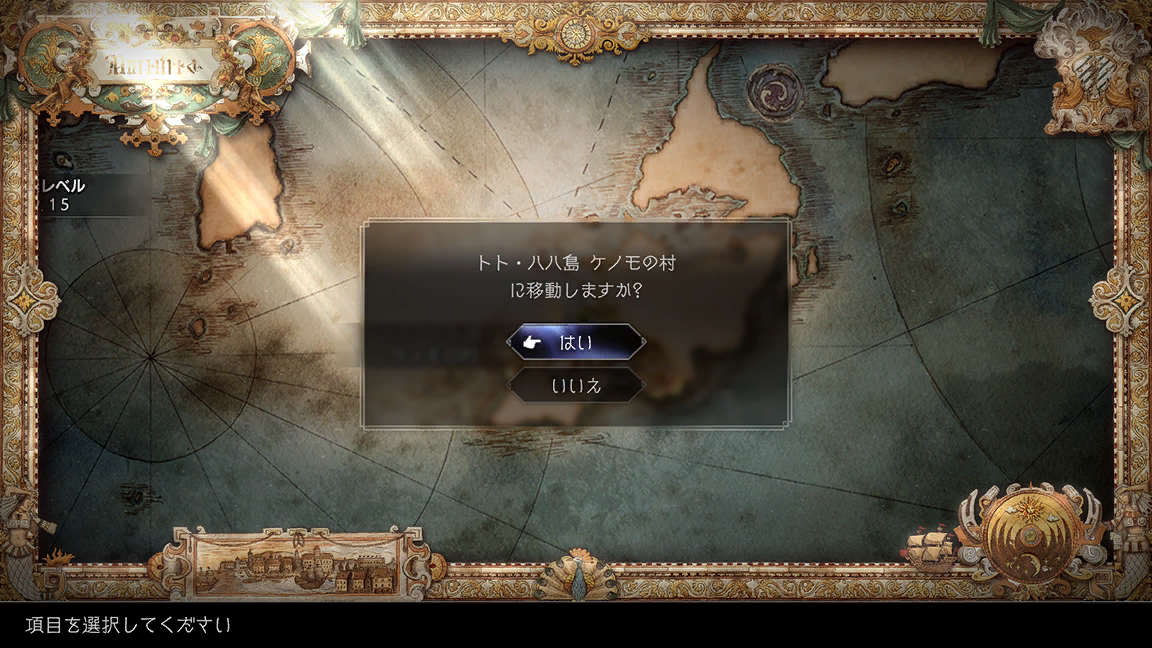 レベル
15
トト・ハハ島 ケノモの村
に移動しますか?
はい
いいえ
項目を選択してください